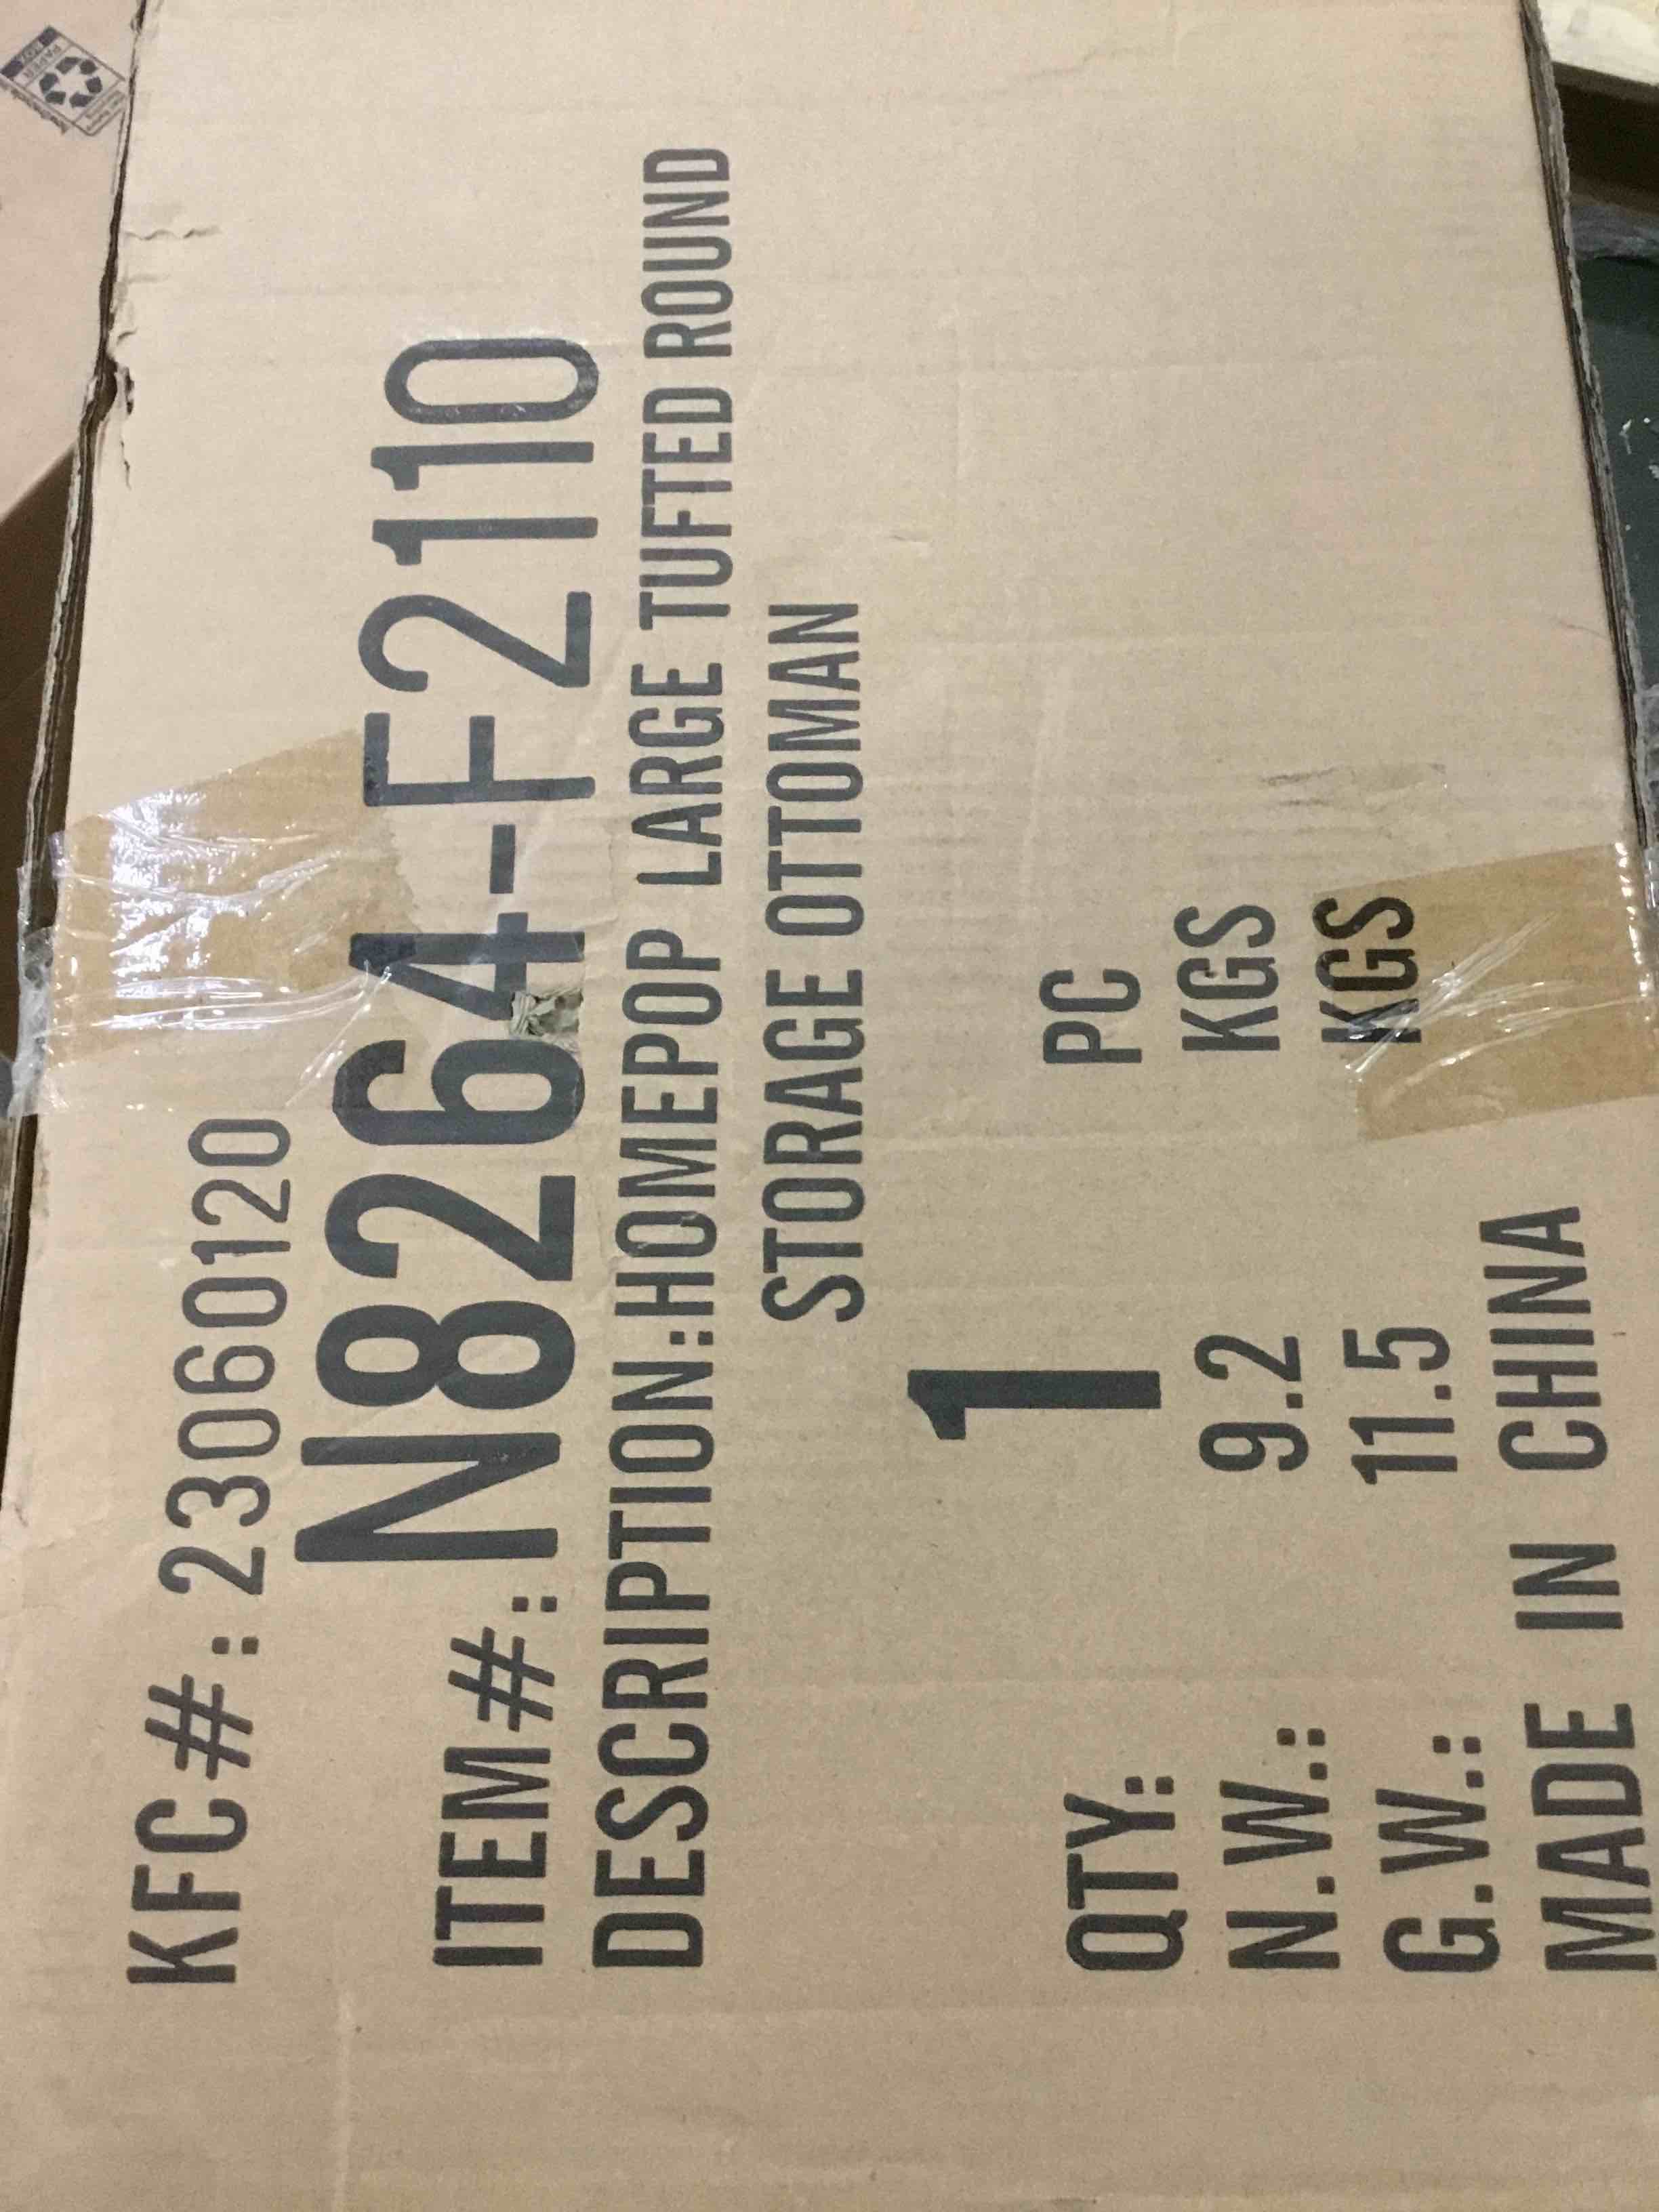 KFC #: 23060120
ITEM#: N8264-F2110
DESCRIPTION:HOMEPOP LARGE TUFTED ROUND
STORAGE OTTOMAN
QTY: 1 PC
N.W.: 9.2 KGS
G.W.: 11.5 KGS
MADE IN CHINA